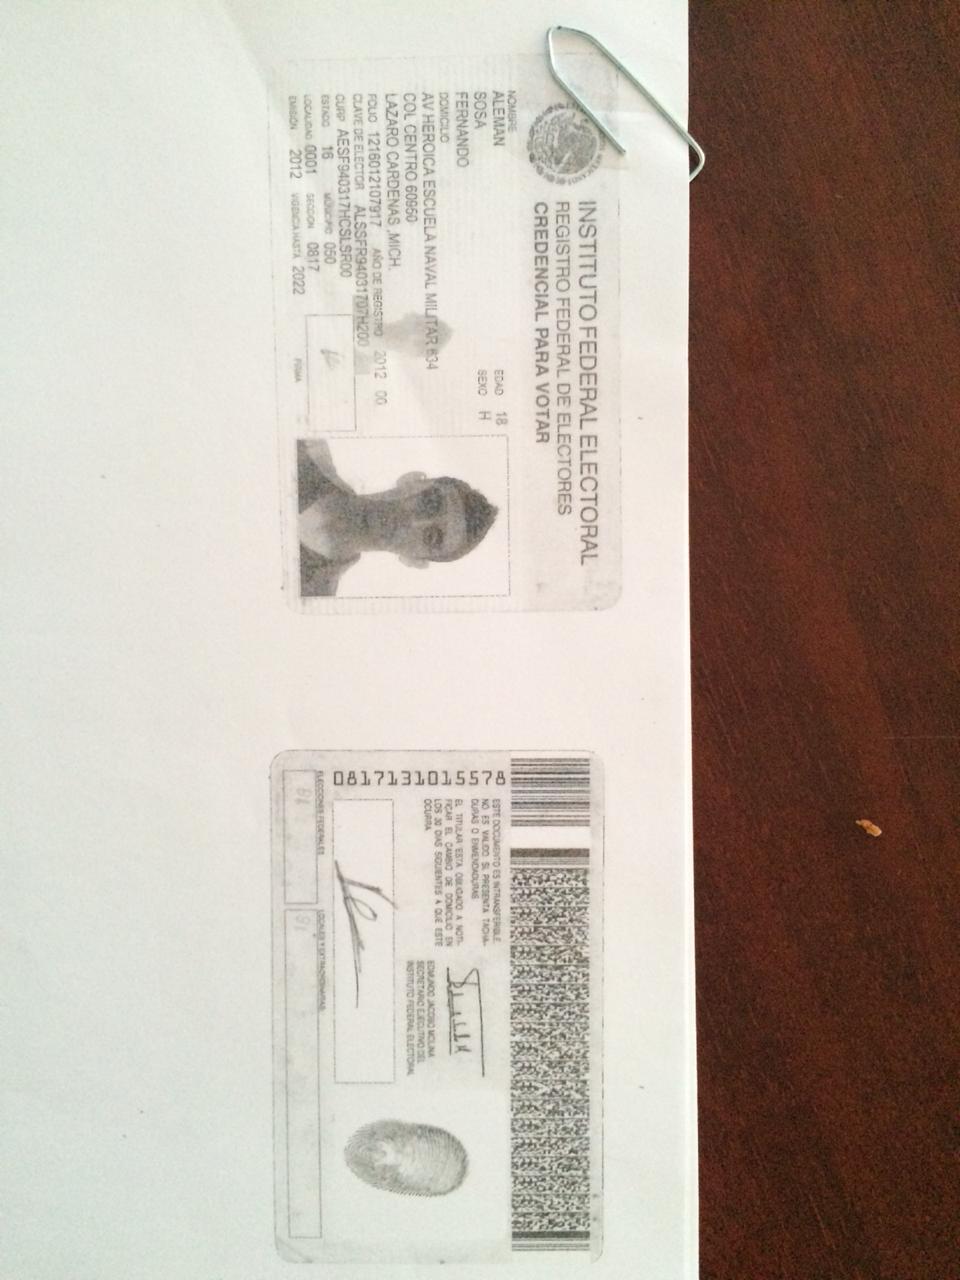 INSTITUTO FEDERAL ELECTORAL
REGISTRO FEDERAL DE ELECTORES
CREDENCIAL PARA VOTAR
NOMBRE
ALEMAN
SOSA
FERNANDO
EDAD 18
SEXO H
DOMICILIO
AV HEROICA ESCUELA NAVAL MILITAR 634
COL CENTRO 60950
LAZARO CARDENAS ,MICH.
FOLIO 1216012107917 AÑO DE REGISTRO 2012 00
CLAVE DE ELECTOR ALSSFR94031707H200
CURP AESF940317HCSLSR00
ESTADO 16 MUNICIPIO 050
LOCALIDAD 0001 SECCION 0817
EMISIÓN 2012 VIGENCIA HASTA 2022
FIRMA
0817131015578
ESTE DOCUMENTO ES INTRANSFERIBLE,
NO ES VALIDO SI PRESENTA TACHA-
DURAS O ENMENDADURAS.
EL TITULAR ESTA OBLIGADO A NOTI-
FICAR EL CAMBIO DE DOMICILIO EN
LOS 30 DIAS SIGUIENTES A QUE ESTE
OCURRA.
EDMUNDO JACOBO MOLINA
SECRETARIO EJECUTIVO DEL
INSTITUTO FEDERAL ELECTORAL
ELECCIONES FEDERALES
LOCALES Y EXTRAORDINARIAS